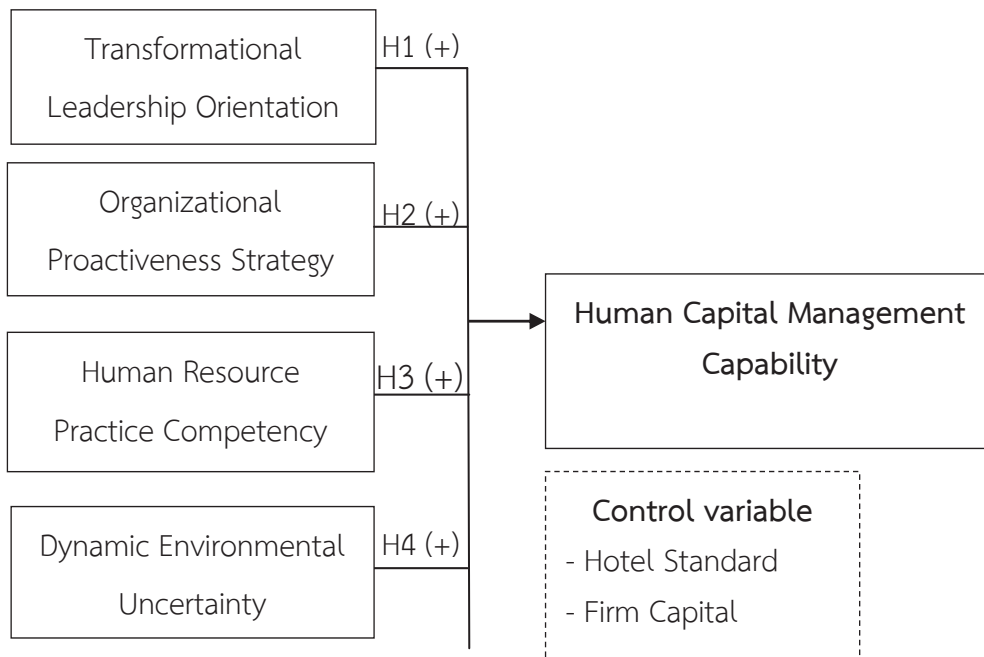 Transformational
Leadership Orientation
H1 (+)
Organizational
Proactiveness Strategy
H2 (+)
Human Resource
Practice Competency
H3 (+)
Dynamic Environmental
Uncertainty
H4 (+)
Human Capital Management
Capability
Control variable
- Hotel Standard
- Firm Capital